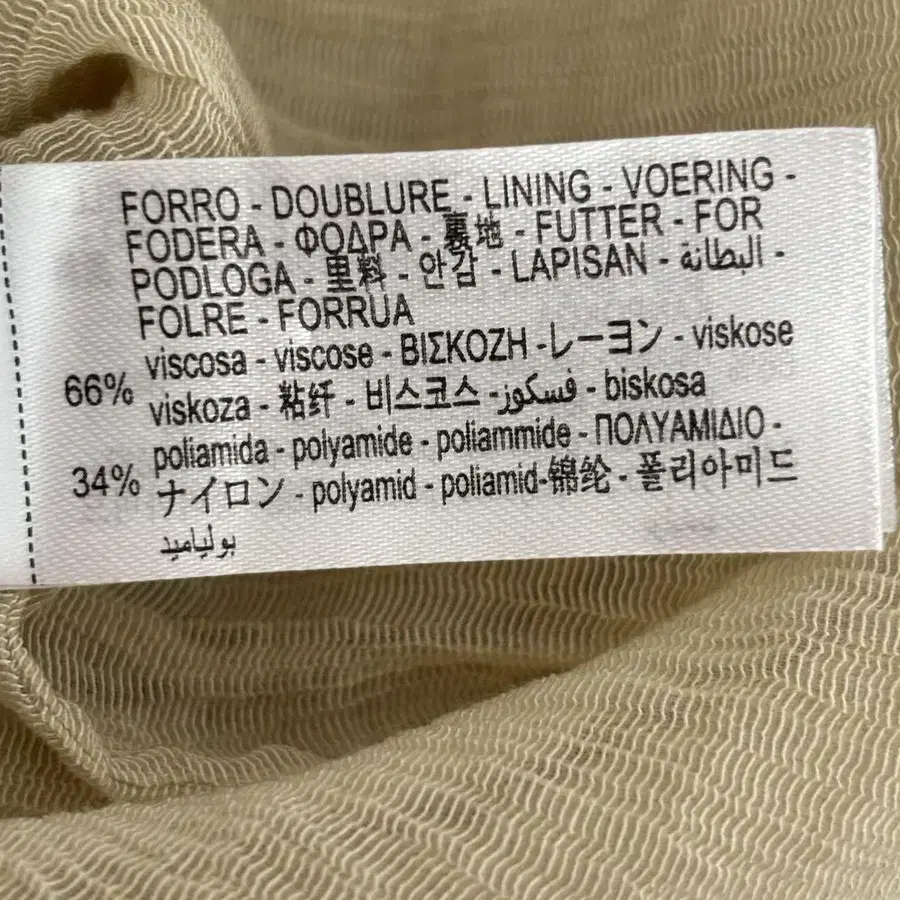 FORRO - DOUBLURE - LINING - VOERING -
FODERA - ΦΟΔΡΑ - 裏地 - FUTTER - FOR
PODLOGA - 里料 - 안감 - LAPISAN - البطانة -
FOLRE - FORRUA
66% viscosa - viscose - ΒΙΣΚΟΖΗ -レーヨン - viskose
viskoza - 粘纤 - 비스코스 -فسكوز - biskosa
34% poliamida - polyamide - poliammide - ΠΟΛΥΑΜΙΔΙΟ -
ナイロン - polyamid - poliamid-锦纶 - 폴리아미드
بولياميد